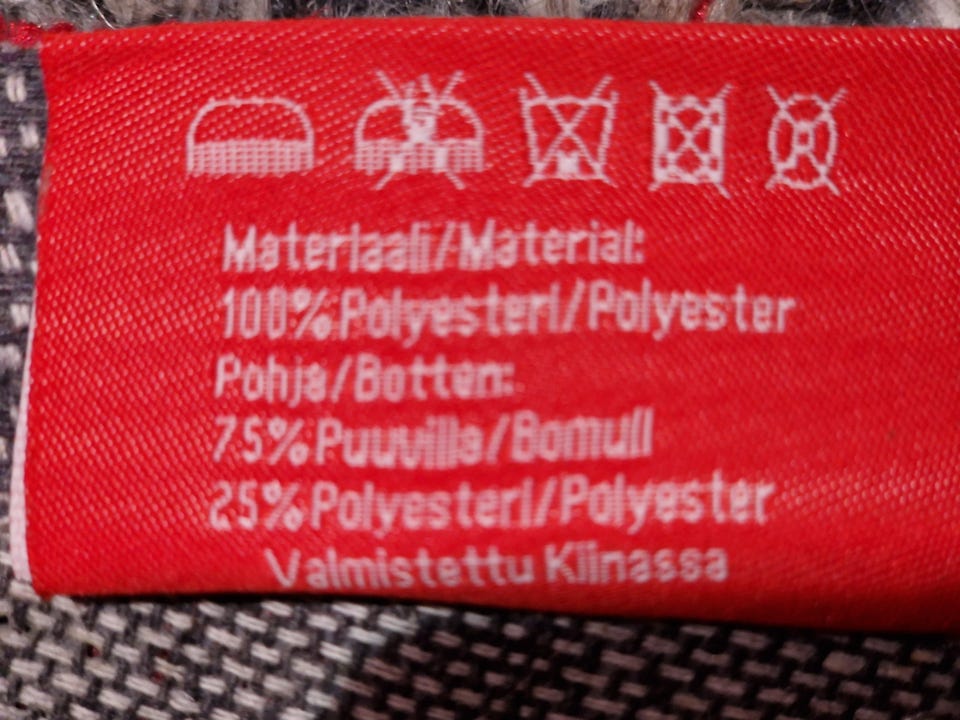 Materiaali/Material:
100% Polyesteri/Polyester
Pohja/Botten:
75% Puuvilla/Bomull
25% Polyesteri/Polyester
Valmistettu Kiinassa